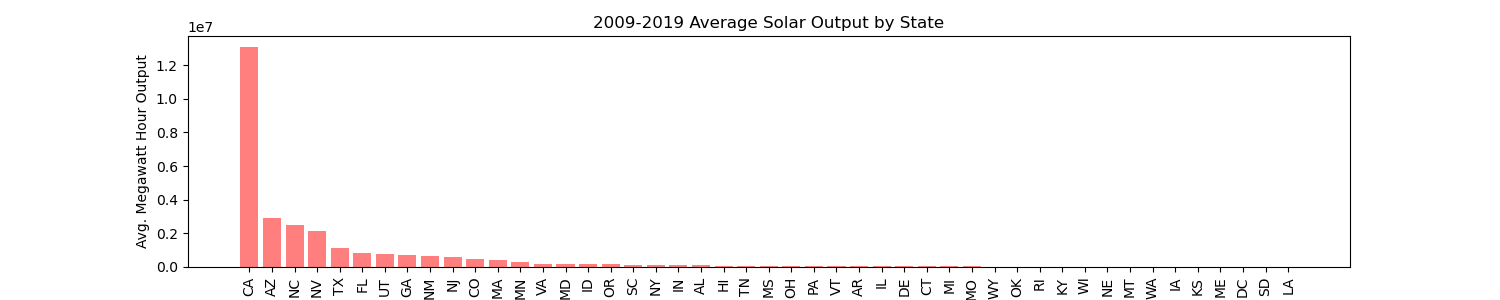 2009-2019 Average Solar Output by State
1e7
Avg. Megawatt Hour Output
1.2
1.0
0.8
0.6
0.4
0.2
0.0
CA AZ NC NV TX FL UT GA NM NJ CO MA MN VA MD ID OR SC NY IN AL HI TN MS OH PA VT AR IL DE CT MI MO WY OK RI KY WI NE MT WA IA KS ME DC SD LA